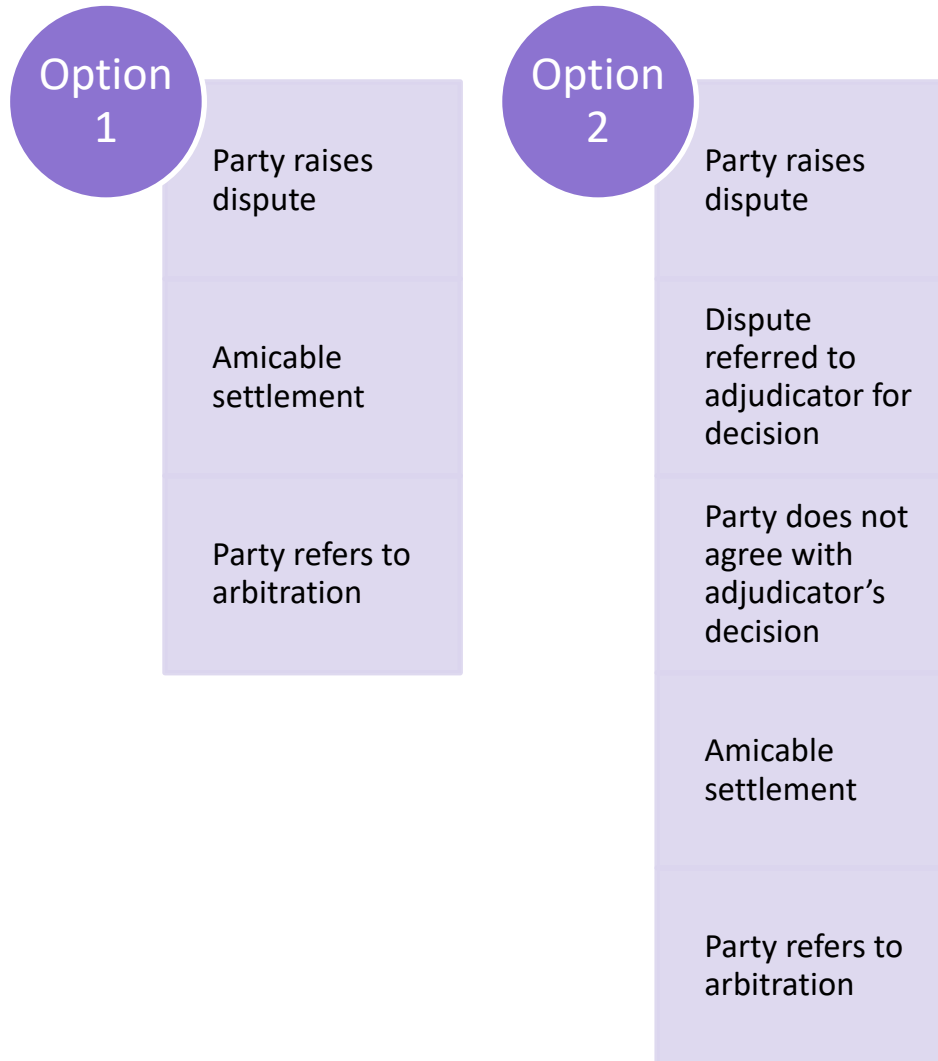 Option
1
Party raises
dispute
Amicable
settlement
Party refers to
arbitration
Option
2
Party raises
dispute
Dispute
referred to
adjudicator for
decision
Party does not
agree with
adjudicator’s
decision
Amicable
settlement
Party refers to
arbitration